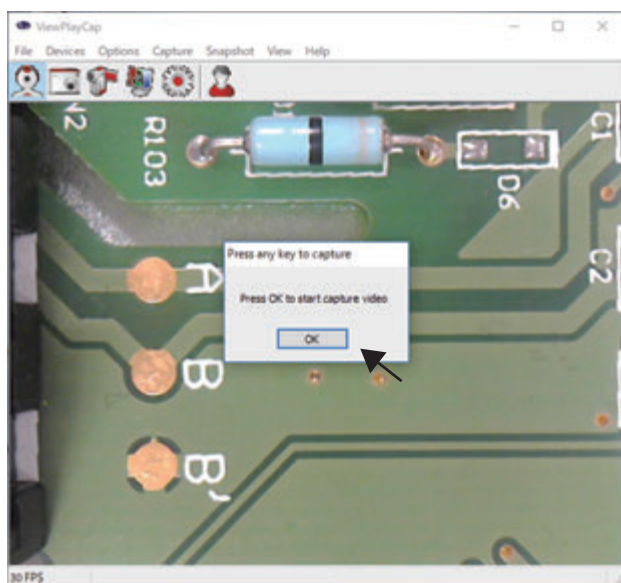 ViewPlayCap
File Devices Options Capture Snapshot View Help
R103
C1
D6
C2
Press any key to capture
Press OK to start capture video
OK
A
B
B'
30 FPS